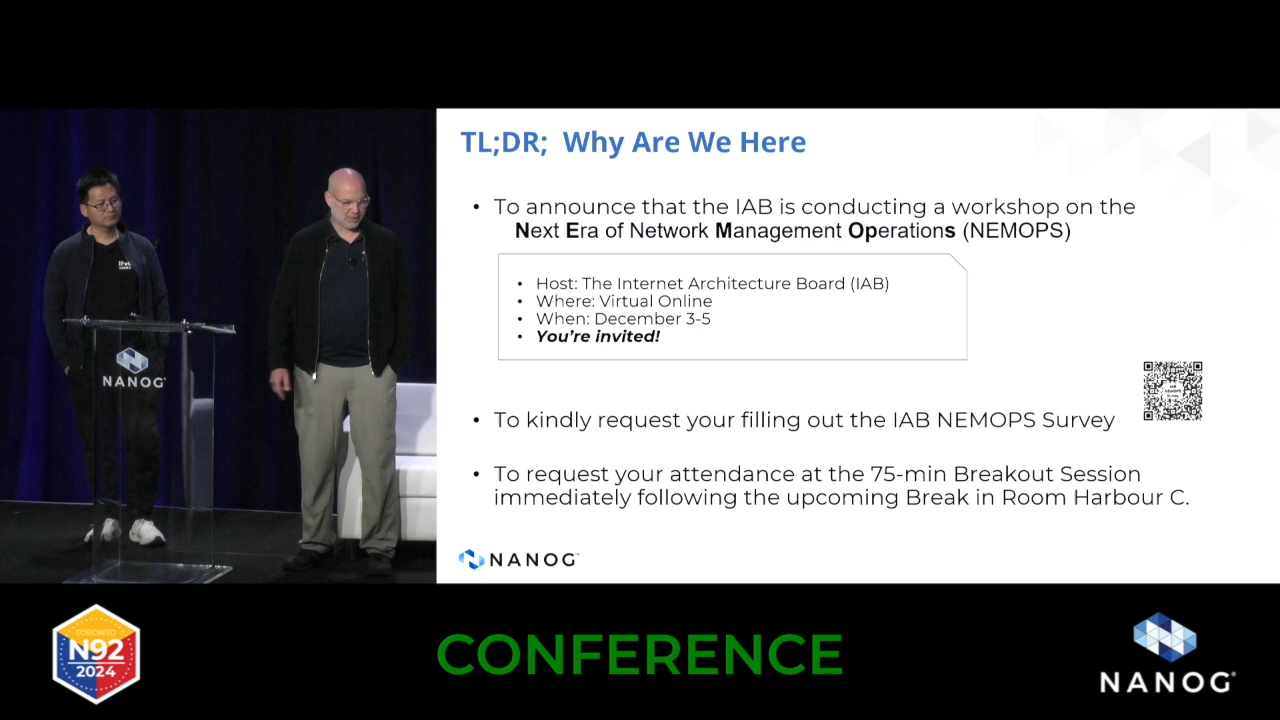 TL;DR;  Why Are We Here
• To announce that the IAB is conducting a workshop on the
Next Era of Network Management Operations (NEMOPS)
• Host: The Internet Architecture Board (IAB)
• Where: Virtual Online
• When: December 3-5
• You're invited!
• To kindly request your filling out the IAB NEMOPS Survey
• To request your attendance at the 75-min Breakout Session
immediately following the upcoming Break in Room Harbour C.
NANOG™
NANOG
TORONTO
N92
2024
CONFERENCE
NANOG®